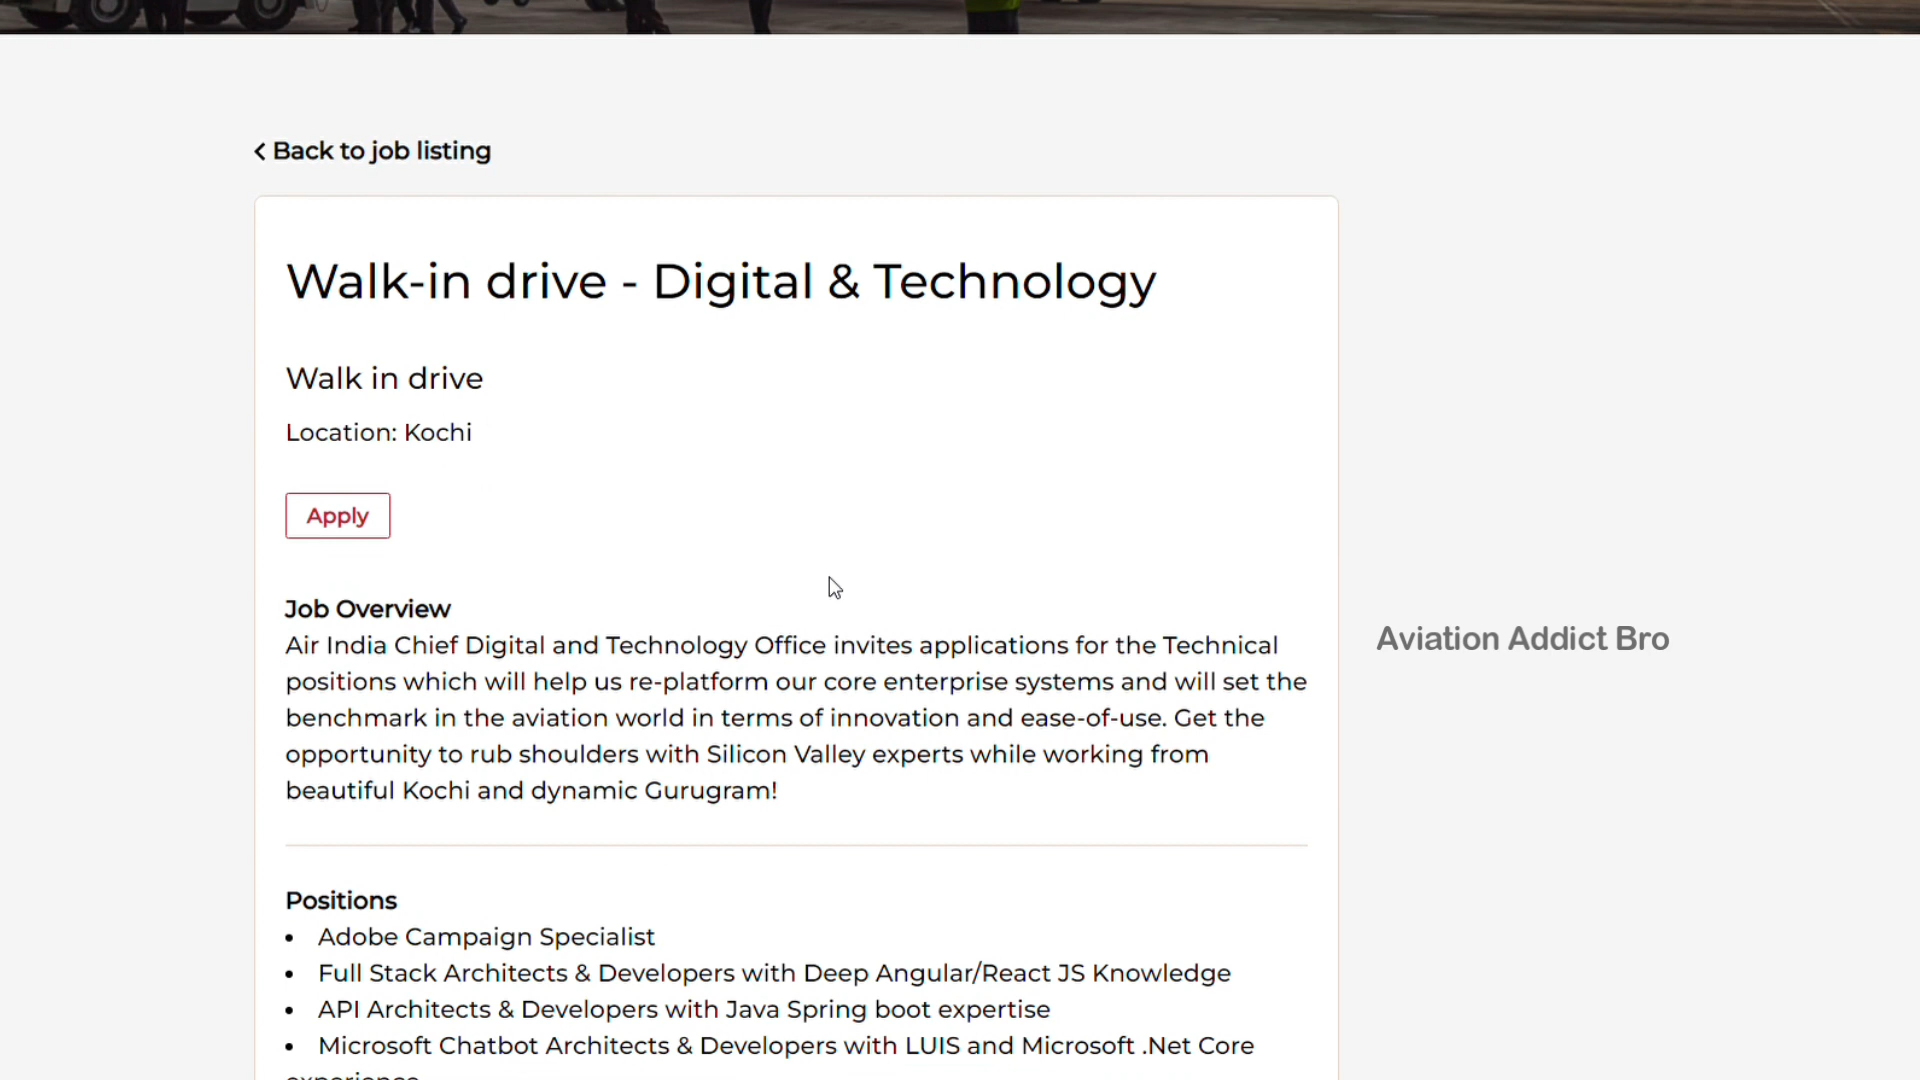 Back to job listing
Walk-in drive - Digital & Technology
Walk in drive
Location: Kochi
Apply
Job Overview
Air India Chief Digital and Technology Office invites applications for the Technical
positions which will help us re-platform our core enterprise systems and will set the
benchmark in the aviation world in terms of innovation and ease-of-use. Get the
opportunity to rub shoulders with Silicon Valley experts while working from
beautiful Kochi and dynamic Gurugram!
Aviation Addict Bro
Positions
• Adobe Campaign Specialist
• Full Stack Architects & Developers with Deep Angular/React JS Knowledge
• API Architects & Developers with Java Spring boot expertise
• Microsoft Chatbot Architects & Developers with LUIS and Microsoft .Net Core